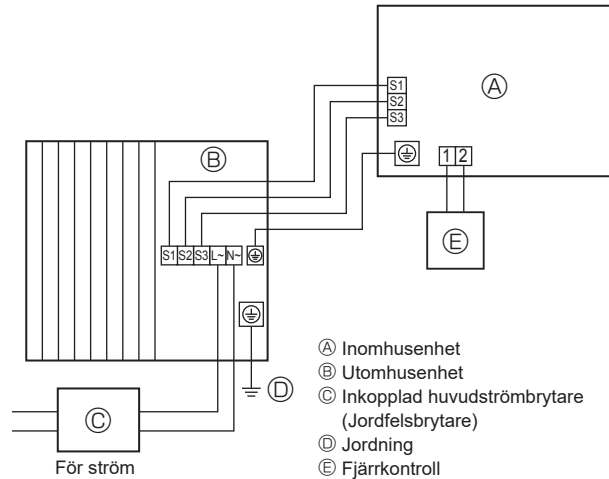 Ⓐ
S1
S2
S3
1 2
Ⓑ
Ⓔ
S1 S2 S3 L~ N~
Ⓓ
Ⓒ
För ström
Ⓐ Inomhusenhet
Ⓑ Utomhusenhet
Ⓒ Inkopplad huvudströmbrytare
(Jordfelsbrytare)
Ⓓ Jordning
Ⓔ Fjärrkontroll